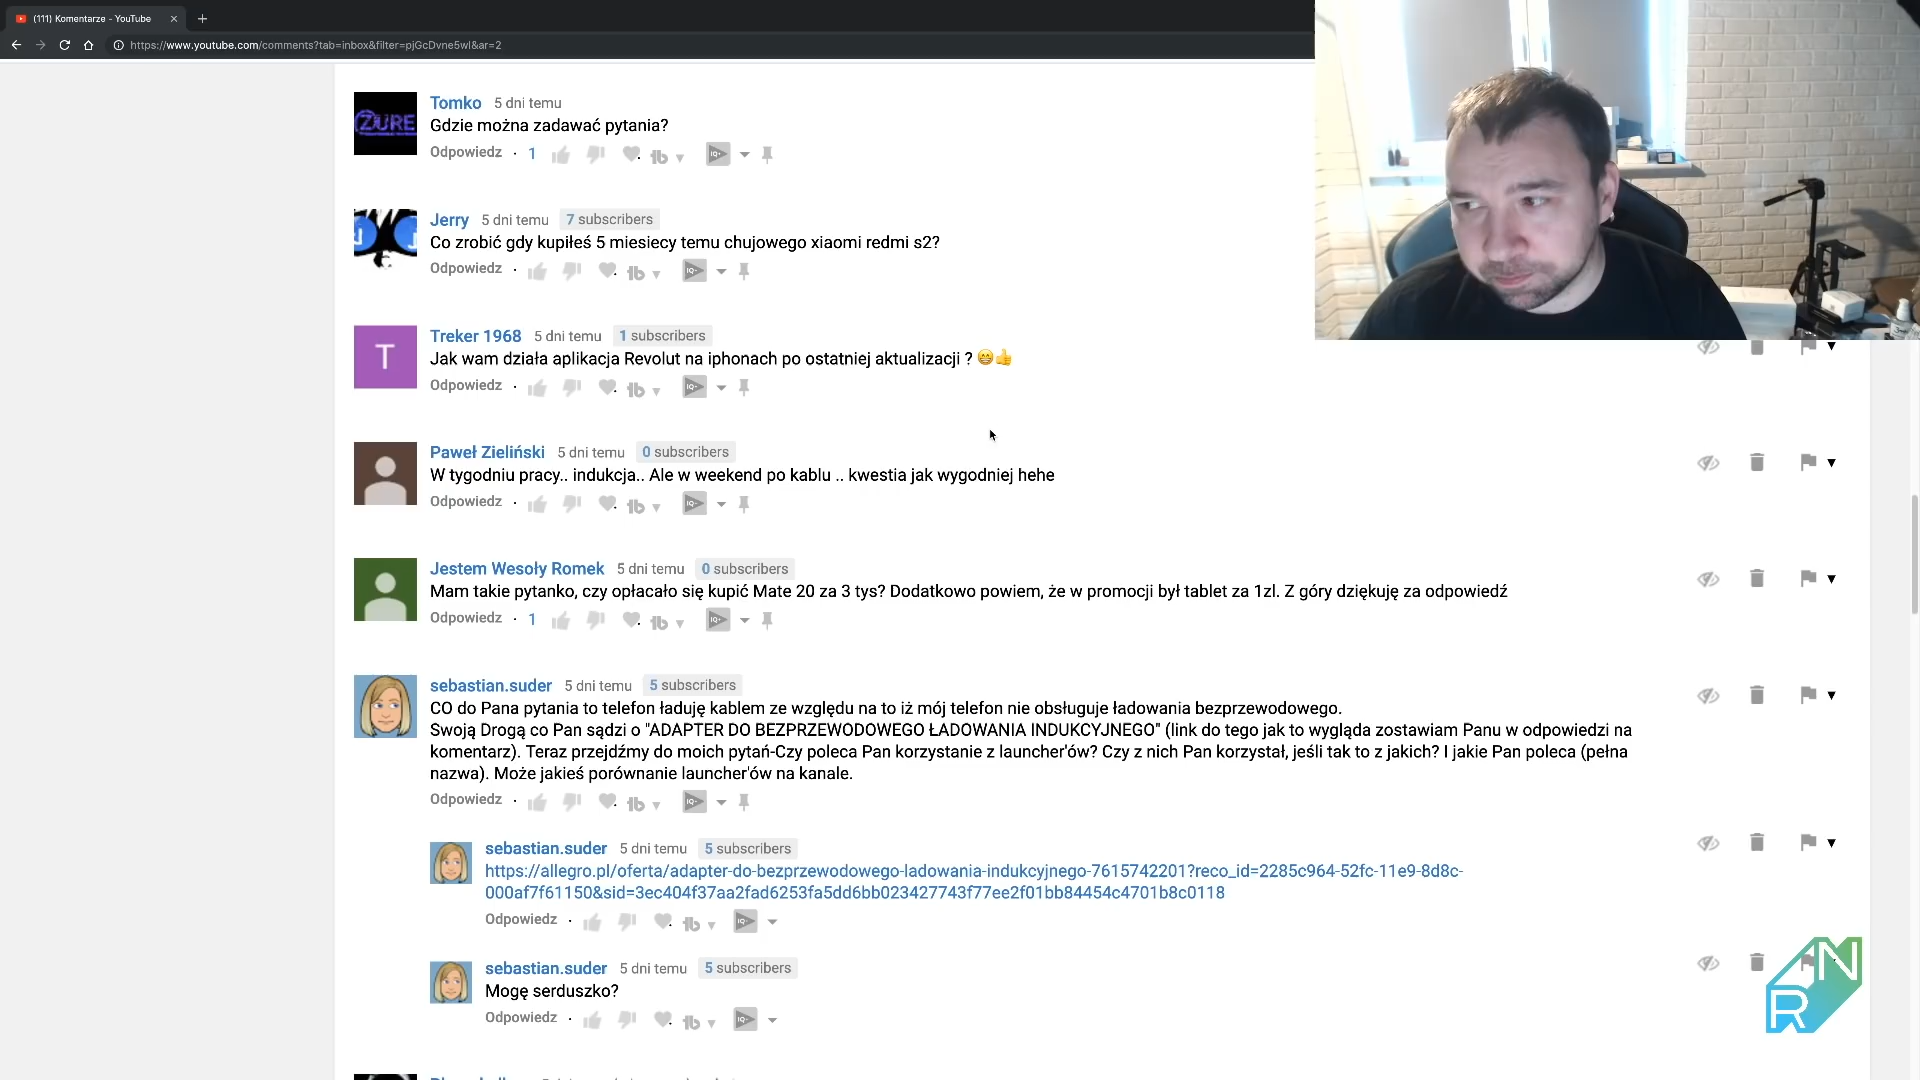 (111) Komentarze - YouTube
https://www.youtube.com/comments?tab=inbox&filter=pjGcDvne5wI&ar=2
ZURE
Tomko 5 dni temu
Gdzie można zadawać pytania?
Odpowiedz · 1
Jerry 5 dni temu 7 subscribers
Co zrobić gdy kupiłeś 5 miesiecy temu chujowego xiaomi redmi s2?
Odpowiedz ·
T
Treker 1968 5 dni temu 1 subscribers
Jak wam działa aplikacja Revolut na iphonach po ostatniej aktualizacji ? 😁👍
Odpowiedz ·
Paweł Zieliński 5 dni temu 0 subscribers
W tygodniu pracy.. indukcja.. Ale w weekend po kablu .. kwestia jak wygodniej hehe
Odpowiedz ·
Jestem Wesoły Romek 5 dni temu 0 subscribers
Mam takie pytanko, czy opłacało się kupić Mate 20 za 3 tys? Dodatkowo powiem, że w promocji był tablet za 1zl. Z góry dziękuję za odpowiedź
Odpowiedz · 1
sebastian.suder 5 dni temu 5 subscribers
CO do Pana pytania to telefon ładuję kablem ze względu na to iż mój telefon nie obsługuje ładowania bezprzewodowego.
Swoją Drogą co Pan sądzi o "ADAPTER DO BEZPRZEWODOWEGO ŁADOWANIA INDUKCYJNEGO" (link do tego jak to wygląda zostawiam Panu w odpowiedzi na
komentarz). Teraz przejdźmy do moich pytań-Czy poleca Pan korzystanie z launcher'ów? Czy z nich Pan korzystał, jeśli tak to z jakich? I jakie Pan poleca (pełna
nazwa). Może jakieś porównanie launcher'ów na kanale.
Odpowiedz ·
sebastian.suder 5 dni temu 5 subscribers
https://allegro.pl/oferta/adapter-do-bezprzewodowego-ladowania-indukcyjnego-7615742201?reco_id=2285c964-52fc-11e9-8d8c-
000af7f61150&sid=3ec404f37aa2fad6253fa5dd6bb023427743f77ee2f01bb84454c4701b8c0118
Odpowiedz ·
sebastian.suder 5 dni temu 5 subscribers
Mogę serduszko?
Odpowiedz ·
RN